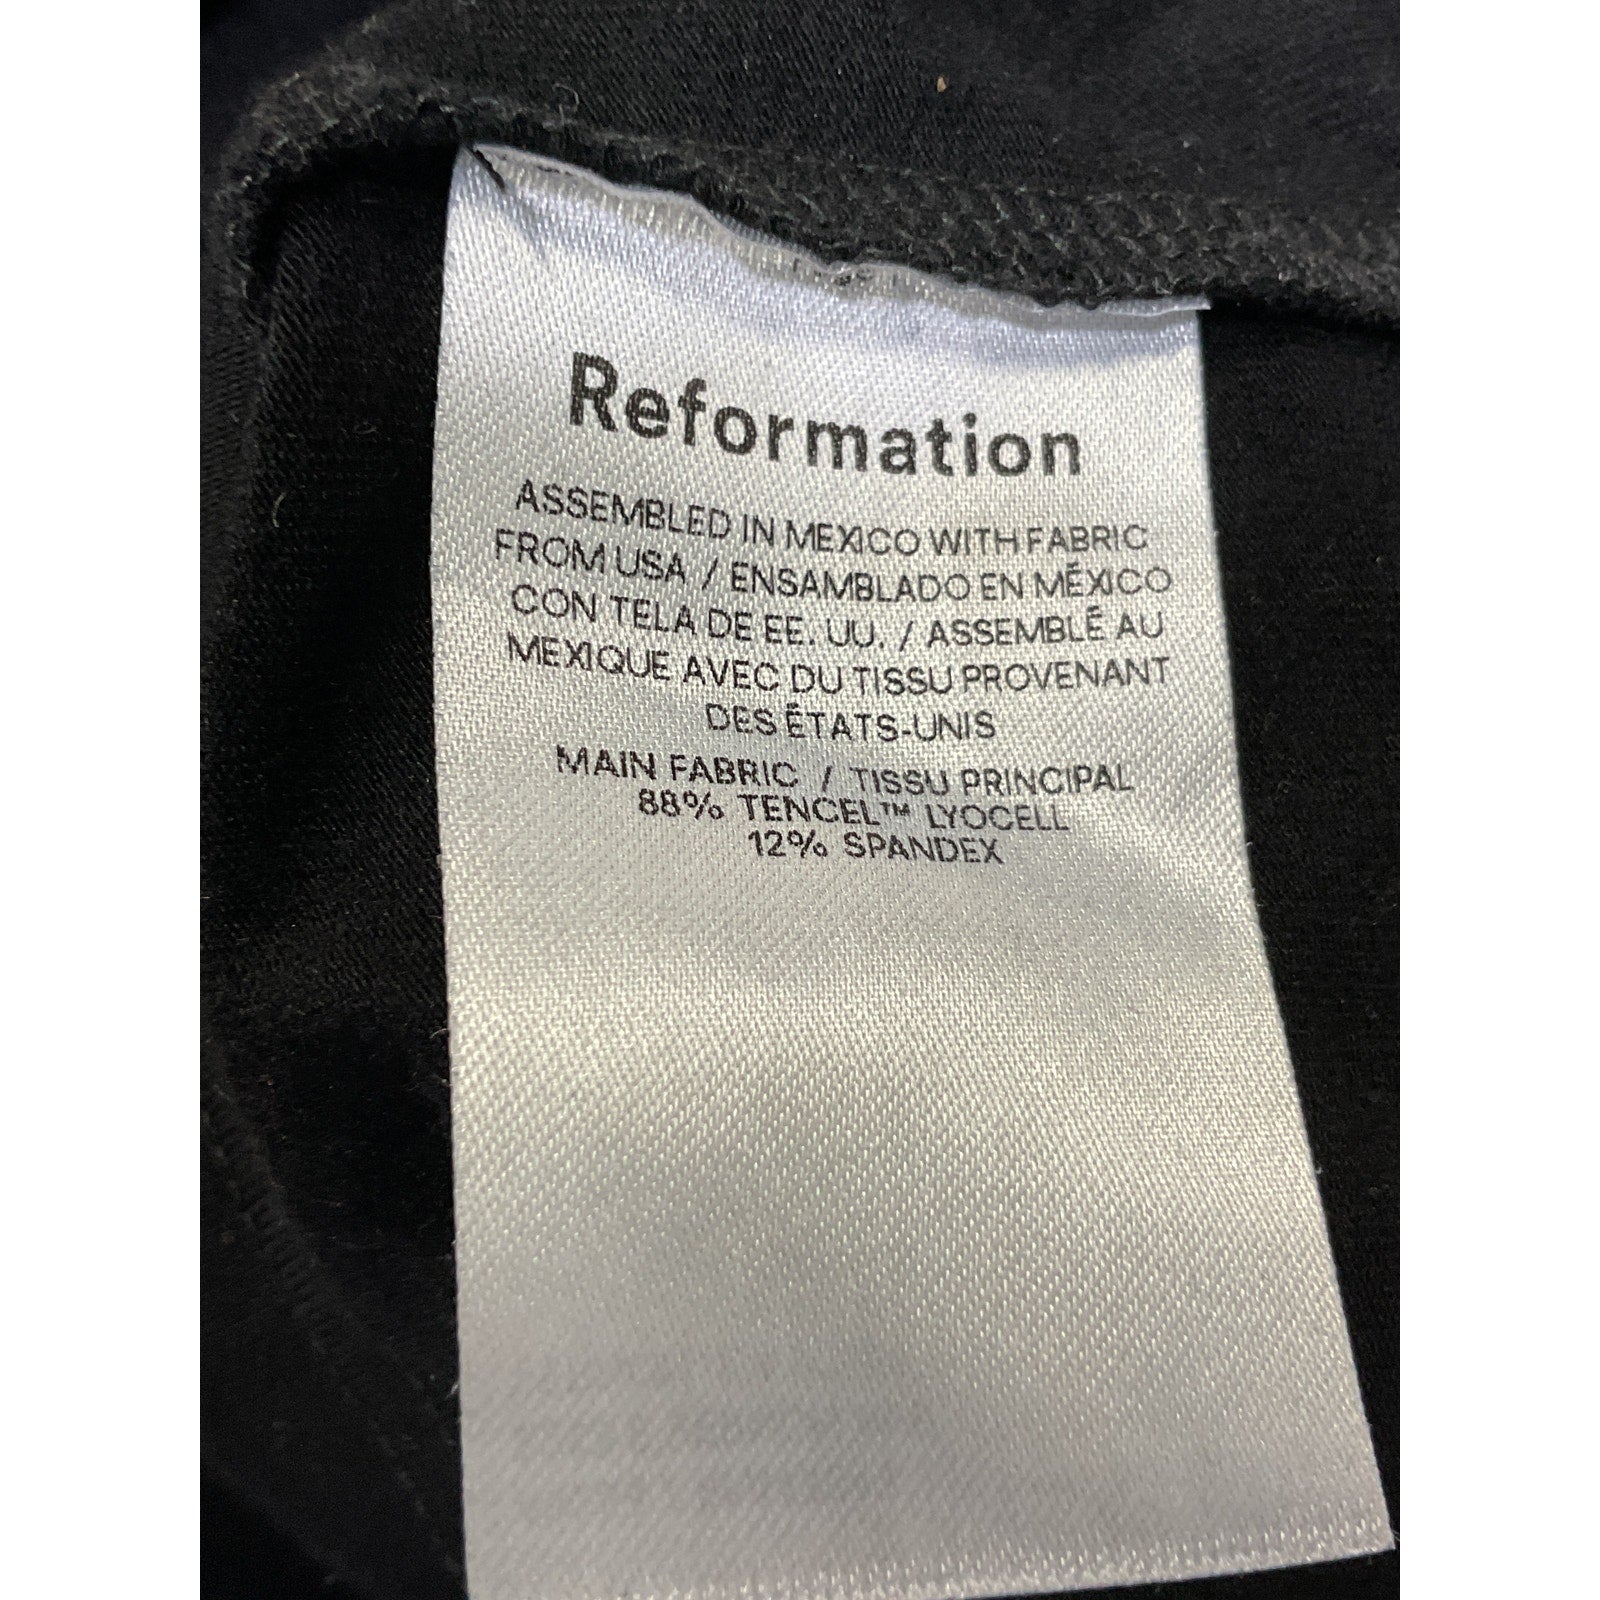 Reformation
ASSEMBLED IN MEXICO WITH FABRIC
FROM USA / ENSAMBLADO EN MÉXICO
CON TELA DE EE. UU. / ASSEMBLÉ AU
MEXIQUE AVEC DU TISSU PROVENANT
DES ÉTATS-UNIS
MAIN FABRIC / TISSU PRINCIPAL
88% TENCEL™ LYOCELL
12% SPANDEX